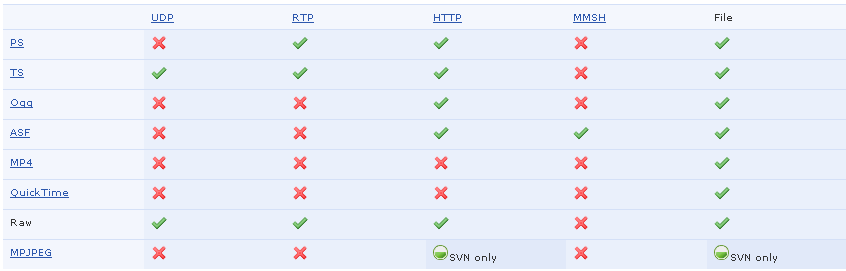 UDP RTP HTTP MMSH File
PS
TS
Ogg
ASF
MP4
QuickTime
Raw
MPJPEG SVN only SVN only